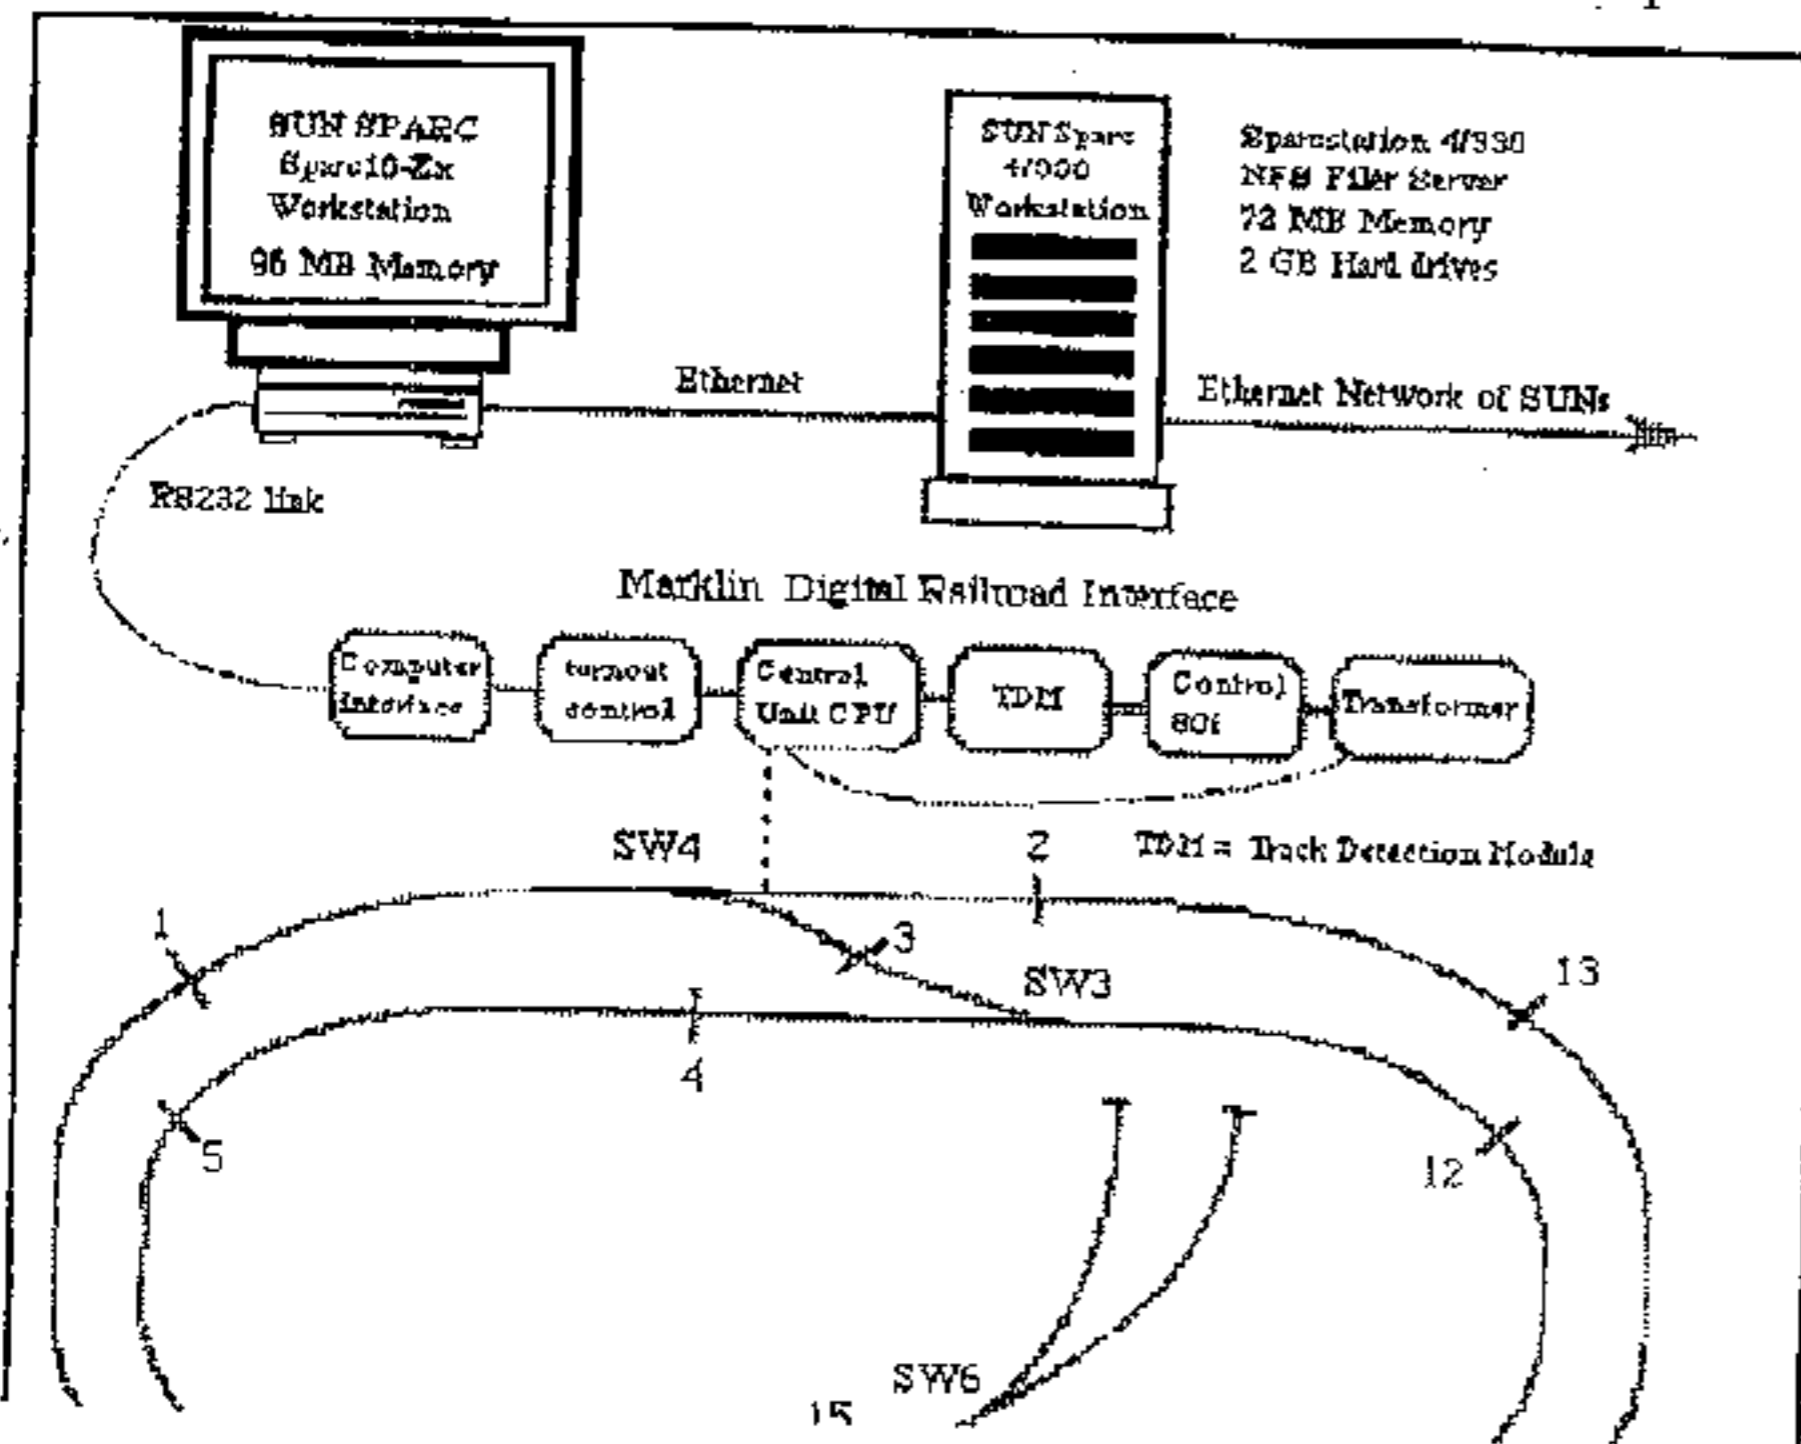 SUN SPARC
Sparc10-Zx
Workstation
96 MB Memory
SUN Sparc
Workstation
Sparcstation 4/330
NFS Filer Server
72 MB Memory
2 GB Hard drives
Ethernet
Ethernet Network of SUNs
RS232 link
Marklin Digital Railroad Interface
Computer
interface
turnout
control
Central
Unit CPU
TDM
Control
80f
Transformer
SW4
2
TDM = Track Detection Module
1
3
SW3
13
4
5
12
SW6
15